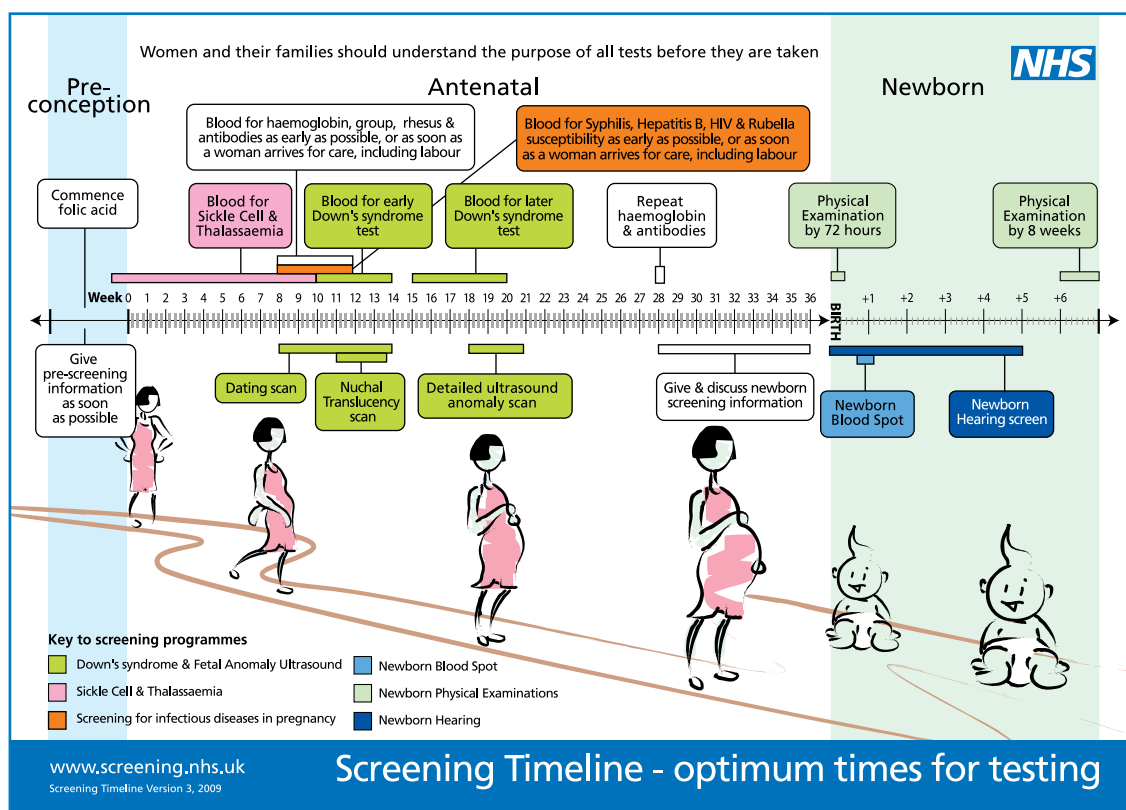 Women and their families should understand the purpose of all tests before they are taken
NHS
Pre-
conception
Antenatal
Newborn
Blood for haemoglobin, group, rhesus &
antibodies as early as possible, or as soon as
a woman arrives for care, including labour
Blood for Syphilis, Hepatitis B, HIV & Rubella
susceptibility as early as possible, or as soon
as a woman arrives for care, including labour
Commence
folic acid
Blood for
Sickle Cell &
Thalassaemia
Blood for early
Down's syndrome
test
Blood for later
Down's syndrome
test
Repeat
haemoglobin
& antibodies
Physical
Examination
by 72 hours
Physical
Examination
by 8 weeks
Week 0 1 2 3 4 5 6 7 8 9 10 11 12 13 14 15 16 17 18 19 20 21 22 23 24 25 26 27 28 29 30 31 32 33 34 35 36
BIRTH
+1 +2 +3 +4 +5 +6
Give
pre-screening
information
as soon
as possible
Dating scan
Nuchal
Translucency
scan
Detailed ultrasound
anomaly scan
Give & discuss newborn
screening information
Newborn
Blood Spot
Newborn
Hearing screen
Key to screening programmes
Down's syndrome & Fetal Anomaly Ultrasound
Sickle Cell & Thalassaemia
Screening for infectious diseases in pregnancy
Newborn Blood Spot
Newborn Physical Examinations
Newborn Hearing
www.screening.nhs.uk
Screening Timeline Version 3, 2009
Screening Timeline - optimum times for testing